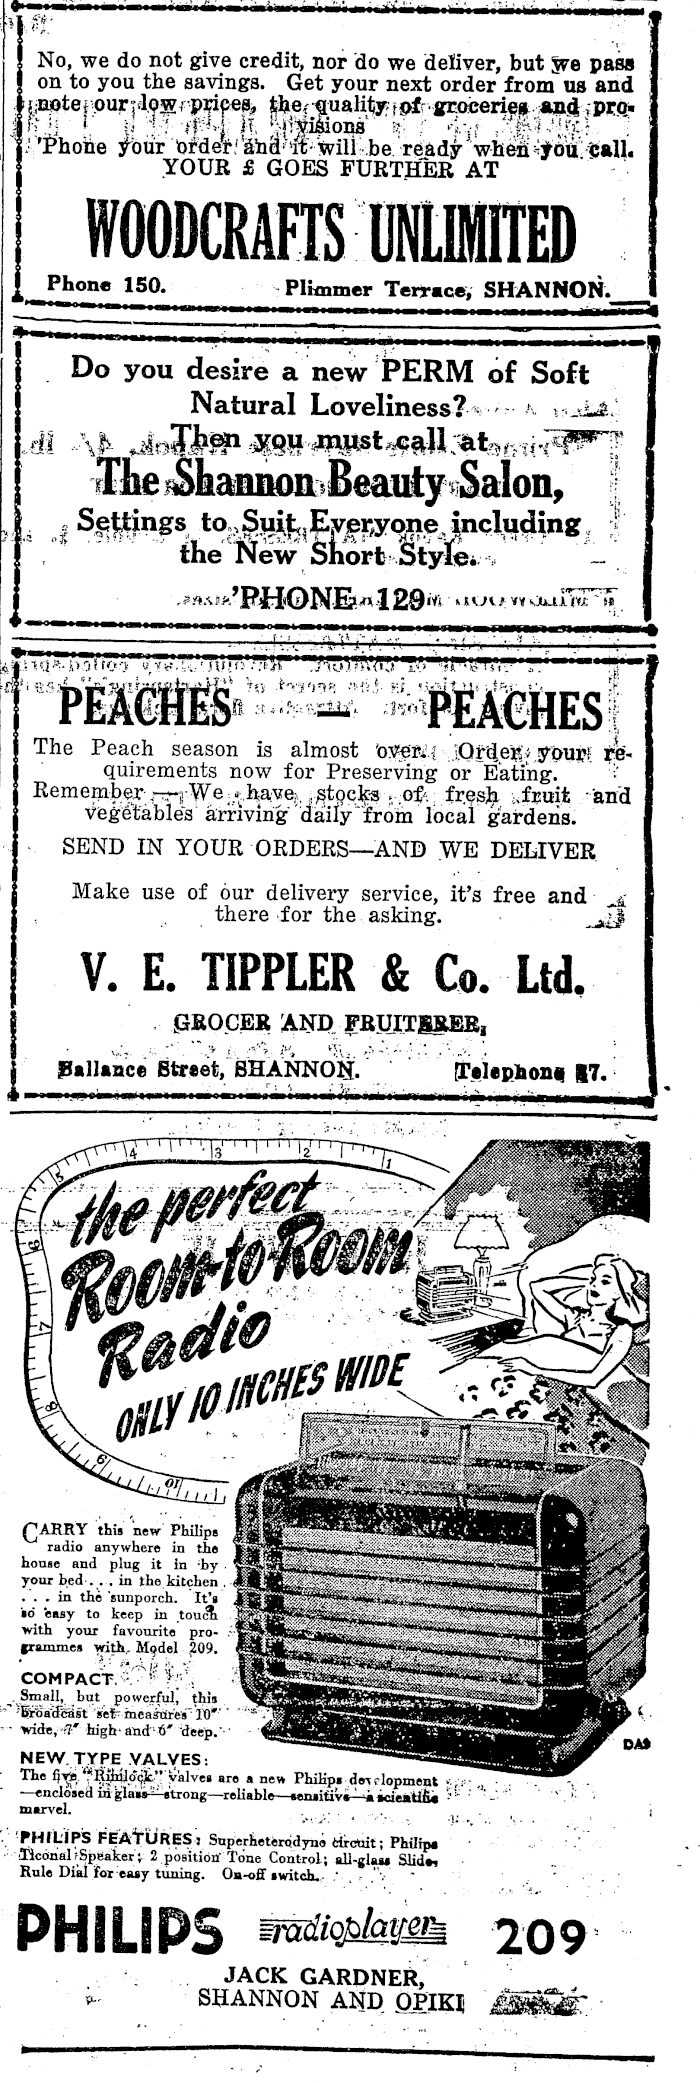 No, we do not give credit, nor do we deliver, but we pass
on to you the savings. Get your next order from us and
note our low prices, the quality of groceries and pro-
visions
'Phone your order and it will be ready when you call.
YOUR £ GOES FURTHER AT
WOODCRAFTS UNLIMITED
Phone 150. Plimmer Terrace, SHANNON.
Do you desire a new PERM of Soft
Natural Loveliness?
Then you must call at
The Shannon Beauty Salon,
Settings to Suit Everyone including
the New Short Style.
'PHONE 129
PEACHES — PEACHES
The Peach season is almost over. Order your re-
quirements now for Preserving or Eating.
Remember — We have stocks of fresh fruit and
vegetables arriving daily from local gardens.
SEND IN YOUR ORDERS—AND WE DELIVER
Make use of our delivery service, it's free and
there for the asking.
V. E. TIPPLER & Co. Ltd.
GROCER AND FRUITERER,
Ballance Street, SHANNON. Telephone 7.
1 2 3 4 5 6 7 8 9 10
the perfect
Room-to-Room
Radio
ONLY 10 INCHES WIDE
CARRY this new Philips
radio anywhere in the
house and plug it in by
your bed . . . in the kitchen
. . . in the sunporch. It's
so easy to keep in touch
with your favourite pro-
grammes with Model 209.
COMPACT
Small, but powerful, this
broadcast set measures 10"
wide, 7" high and 6" deep.
DA9
NEW TYPE VALVES:
The five "Rimlock" valves are a new Philips development
—enclosed in glass—strong—reliable—sensitive—a scientific
marvel.
PHILIPS FEATURES: Superheterodyne circuit; Philips
Ticonal Speaker; 2 position Tone Control; all-glass Slide,
Rule Dial for easy tuning. On-off switch.
PHILIPS radioplayer 209
JACK GARDNER,
SHANNON AND OPIKI